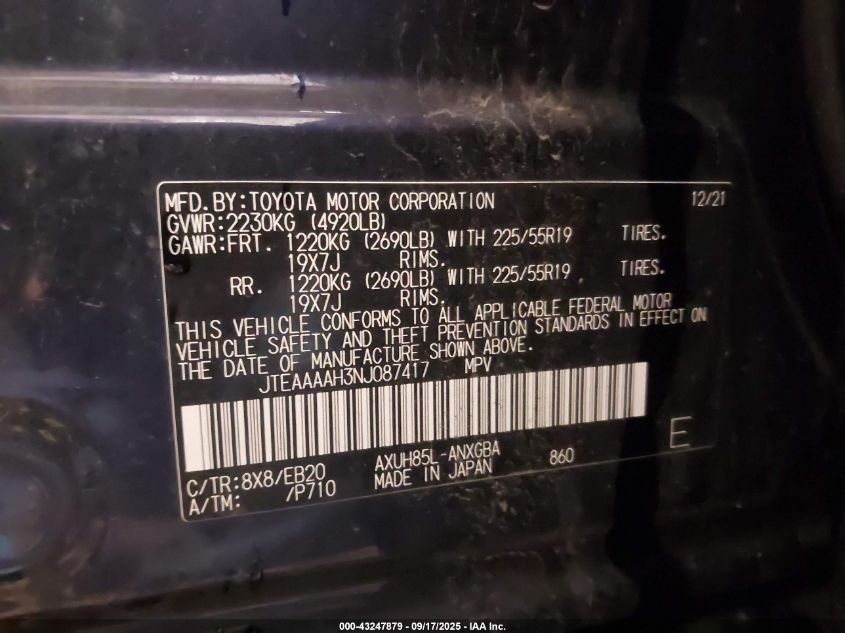 MFD.BY:TOYOTA MOTOR CORPORATION 12/21
GVWR:2230KG (4920LB)
GAWR:FRT. 1220KG (2690LB) WITH 225/55R19 TIRES.
19X7J RIMS.
RR. 1220KG (2690LB) WITH 225/55R19 TIRES.
19X7J RIMS.
THIS VEHICLE CONFORMS TO ALL APPLICABLE FEDERAL MOTOR
VEHICLE SAFETY AND THEFT PREVENTION STANDARDS IN EFFECT ON
THE DATE OF MANUFACTURE SHOWN ABOVE.
JTEAAAAH3NJ087417 MPV
E
C/TR:8X8/EB20 AXUH85L-ANXGBA 860
A/TM: /P710 MADE IN JAPAN
000-43247879 - 09/17/2025 - IAA Inc.